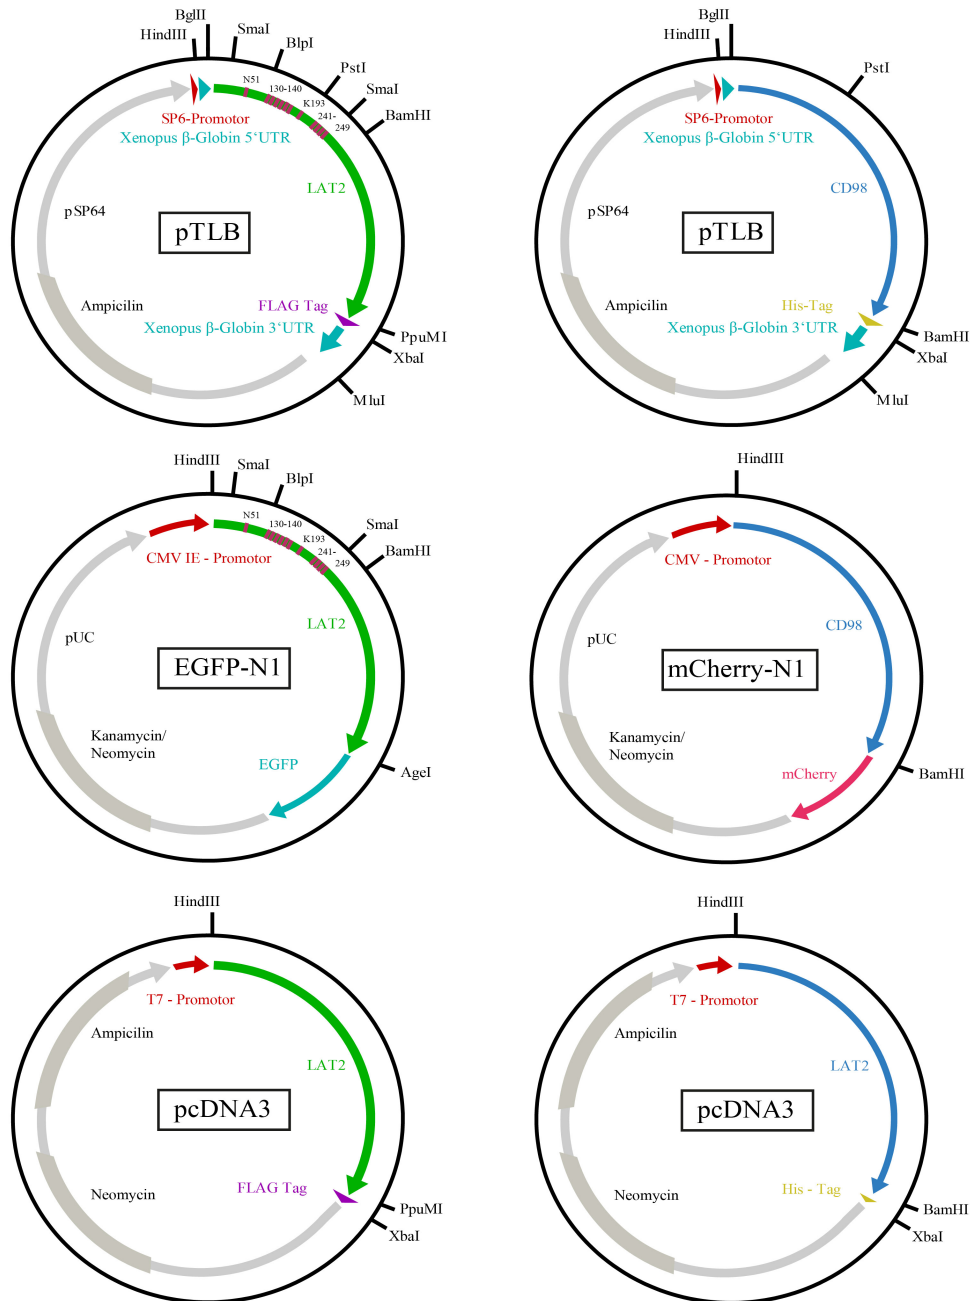 BglII
HindIII
SmaI
BlpI
PstI
SmaI
BamHI
N51
130-140
K193
241-
249
SP6-Promotor
Xenopus β-Globin 5‘UTR
LAT2
pSP64
pTLB
Ampicilin
FLAG Tag
Xenopus β-Globin 3‘UTR
PpuMI
XbaI
MluI
BglII
HindIII
PstI
SP6-Promotor
Xenopus β-Globin 5‘UTR
CD98
pSP64
pTLB
Ampicilin
His-Tag
Xenopus β-Globin 3‘UTR
BamHI
XbaI
MluI
HindIII
SmaI
BlpI
SmaI
BamHI
N51
130-140
K193
241-
249
CMV IE - Promotor
LAT2
pUC
EGFP-N1
Kanamycin/
Neomycin
EGFP
AgeI
HindIII
CMV - Promotor
CD98
pUC
mCherry-N1
Kanamycin/
Neomycin
mCherry
BamHI
HindIII
T7 - Promotor
Ampicilin
LAT2
pcDNA3
Neomycin
FLAG Tag
PpuMI
XbaI
HindIII
T7 - Promotor
Ampicilin
LAT2
pcDNA3
Neomycin
His - Tag
BamHI
XbaI